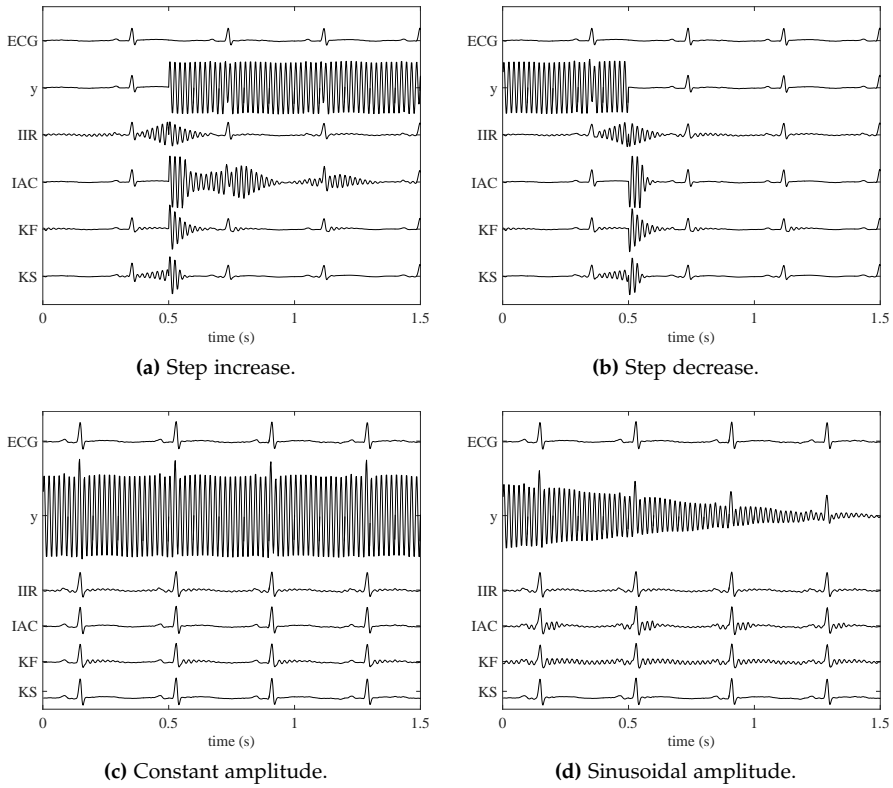 ECG
y
IIR
IAC
KF
KS
0 0.5 1 1.5
time (s)
(a) Step increase.
ECG
y
IIR
IAC
KF
KS
0 0.5 1 1.5
time (s)
(b) Step decrease.
ECG
y
IIR
IAC
KF
KS
0 0.5 1 1.5
time (s)
(c) Constant amplitude.
ECG
y
IIR
IAC
KF
KS
0 0.5 1 1.5
time (s)
(d) Sinusoidal amplitude.